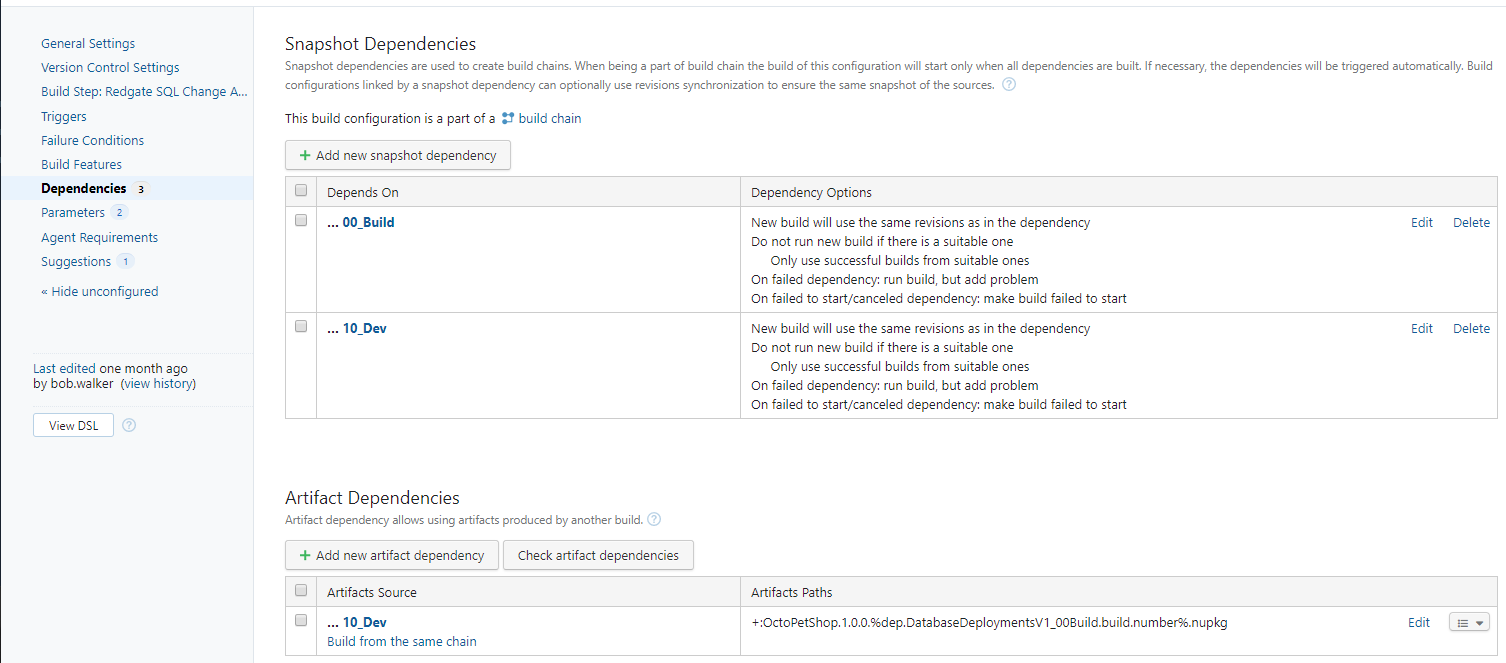 General Settings
Version Control Settings
Build Step: Redgate SQL Change A...
Triggers
Failure Conditions
Build Features
Dependencies 3
Parameters 2
Agent Requirements
Suggestions 1
« Hide unconfigured
Last edited one month ago
by bob.walker (view history)
View DSL ?
Snapshot Dependencies
Snapshot dependencies are used to create build chains. When being a part of build chain the build of this configuration will start only when all dependencies are built. If necessary, the dependencies will be triggered automatically. Build
configurations linked by a snapshot dependency can optionally use revisions synchronization to ensure the same snapshot of the sources. ?
This build configuration is a part of a build chain
+ Add new snapshot dependency
Depends On Dependency Options
... 00_Build New build will use the same revisions as in the dependency Edit Delete
Do not run new build if there is a suitable one
Only use successful builds from suitable ones
On failed dependency: run build, but add problem
On failed to start/canceled dependency: make build failed to start
... 10_Dev New build will use the same revisions as in the dependency Edit Delete
Do not run new build if there is a suitable one
Only use successful builds from suitable ones
On failed dependency: run build, but add problem
On failed to start/canceled dependency: make build failed to start
Artifact Dependencies
Artifact dependency allows using artifacts produced by another build. ?
+ Add new artifact dependency Check artifact dependencies
Artifacts Source Artifacts Paths
... 10_Dev +:OctoPetShop.1.0.0.%dep.DatabaseDeploymentsV1_00Build.build.number%.nupkg Edit
Build from the same chain